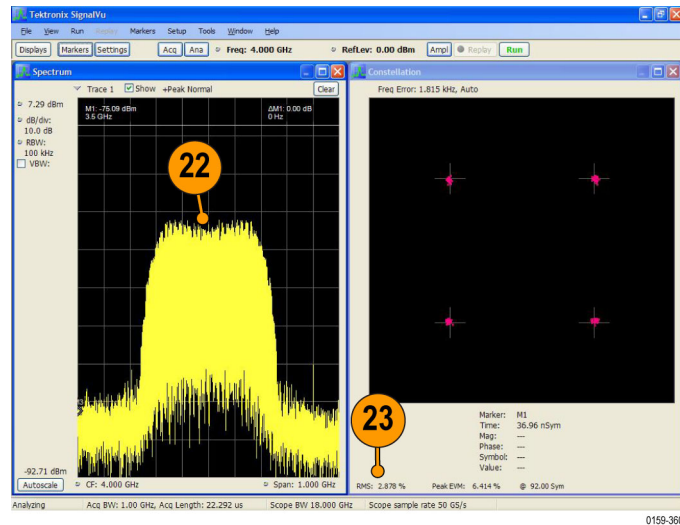 Tektronix SignalVu
File View Run Replay Markers Setup Tools Window Help
Displays Markers Settings Acq Ana Freq: 4.000 GHz RefLev: 0.00 dBm Ampl Replay Run
Spectrum
Trace 1 Show +Peak Normal Clear
7.29 dBm
dB/div:
10.0 dB
RBW:
100 kHz
VBW:
M1: -75.09 dBm
3.5 GHz
ΔM1: 0.00 dB
0 Hz
22
-92.71 dBm
Autoscale CF: 4.000 GHz Span: 1.000 GHz
Constellation
Freq Error: 1.815 kHz, Auto
23
Marker: M1
Time: 36.96 nSym
Mag: ---
Phase: ---
Symbol: ---
Value: ---
RMS: 2.878 % Peak EVM: 6.414 % @ 92.00 Sym
Analyzing Acq BW: 1.00 GHz, Acq Length: 22.292 us Scope BW 18.000 GHz Scope sample rate 50 GS/s